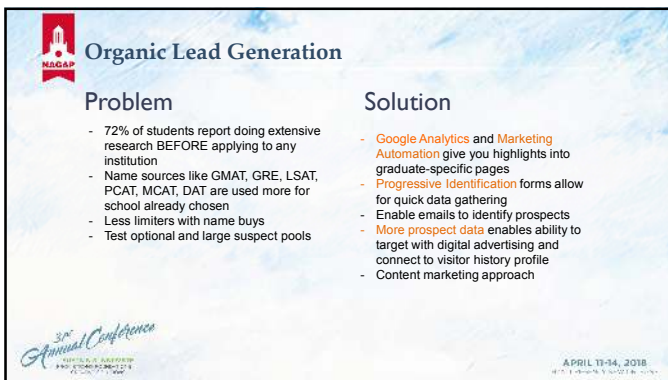 NAGAP
Organic Lead Generation
Problem
- 72% of students report doing extensive
research BEFORE applying to any
institution
- Name sources like GMAT, GRE, LSAT,
PCAT, MCAT, DAT are used more for
school already chosen
- Less limiters with name buys
- Test optional and large suspect pools
Solution
- Google Analytics and Marketing
Automation give you highlights into
graduate-specific pages
- Progressive Identification forms allow
for quick data gathering
- Enable emails to identify prospects
- More prospect data enables ability to
target with digital advertising and
connect to visitor history profile
- Content marketing approach
31st
Annual Conference
APRIL 11-14, 2018